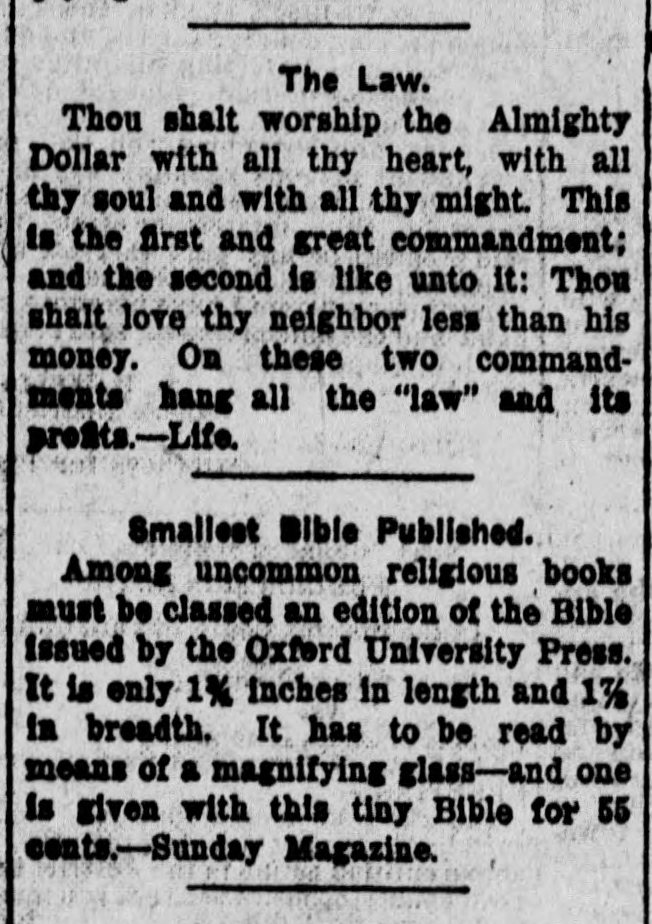 The Law.
Thou shalt worship the Almighty
Dollar with all thy heart, with all
thy soul and with all thy might. This
is the first and great commandment;
and the second is like unto it: Thou
shalt love thy neighbor less than his
money. On these two command-
ments hang all the "law" and its
profits.—Life.
Smallest Bible Published.
Among uncommon religious books
must be classed an edition of the Bible
issued by the Oxford University Press.
It is only 1¾ inches in length and 1⅞
in breadth. It has to be read by
means of a magnifying glass—and one
is given with this tiny Bible for 55
cents.—Sunday Magazine.